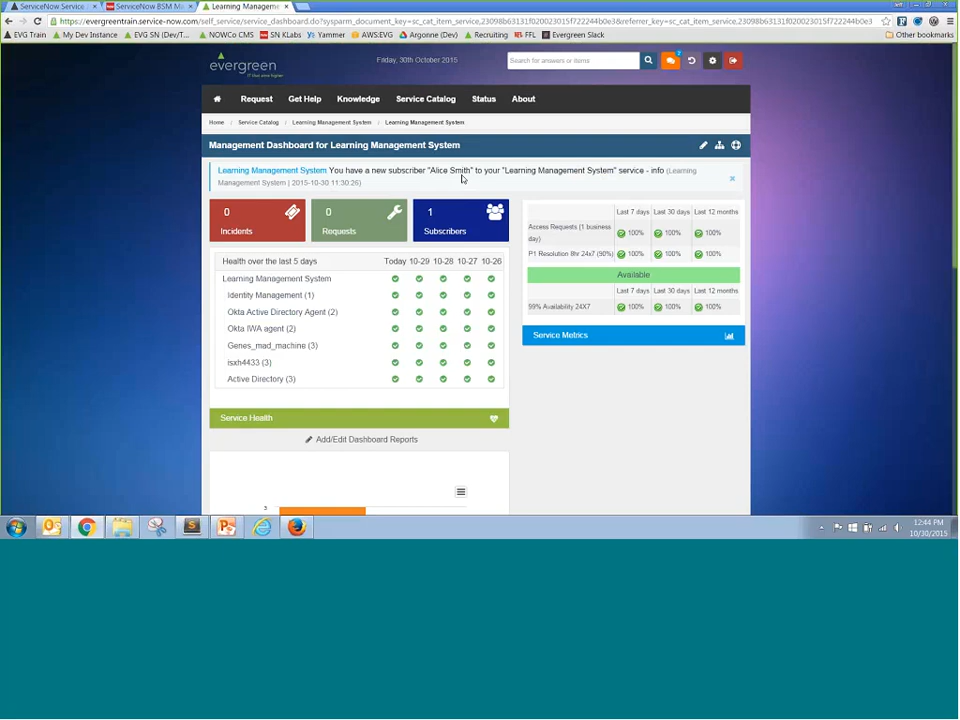 ServiceNow Service
ServiceNow BSM Ma
Learning Manageme
https://evergreentrain.service-now.com/self_service/service_dashboard.do?sysparm_document_key=sc_cat_item_service,23098b63131f020023015f722244b0e3&referrer_key=sc_cat_item_service,23098b63131f020023015f722244b0e3
EVG Train My Dev Instance EVG SN (Dev/T... NOWCo CMS SN KLabs Yammer AWS:EVG Argonne (Dev) Recruiting FFL Evergreen Slack Other bookmarks
evergreen
Friday, 30th October 2015
Search for answers or items
Request Get Help Knowledge Service Catalog Status About
Home / Service Catalog / Learning Management System / Learning Management System
Management Dashboard for Learning Management System
Learning Management System You have a new subscriber "Alice Smith" to your "Learning Management System" service - info (Learning
Management System | 2015-10-30 11:30:26)
0
Incidents
0
Requests
1
Subscribers
Health over the last 5 days Today 10-29 10-28 10-27 10-26
Learning Management System
Identity Management (1)
Okta Active Directory Agent (2)
Okta IWA agent (2)
Genes_mad_machine (3)
isxh4433 (3)
Active Directory (3)
Service Health
Add/Edit Dashboard Reports
3
Last 7 days Last 30 days Last 12 months
Access Requests (1 business
day) 100% 100% 100%
P1 Resolution 8hr 24x7 (90%) 100% 100% 100%
Available
Last 7 days Last 30 days Last 12 months
99% Availability 24X7 100% 100% 100%
Service Metrics
12:44 PM
10/30/2015